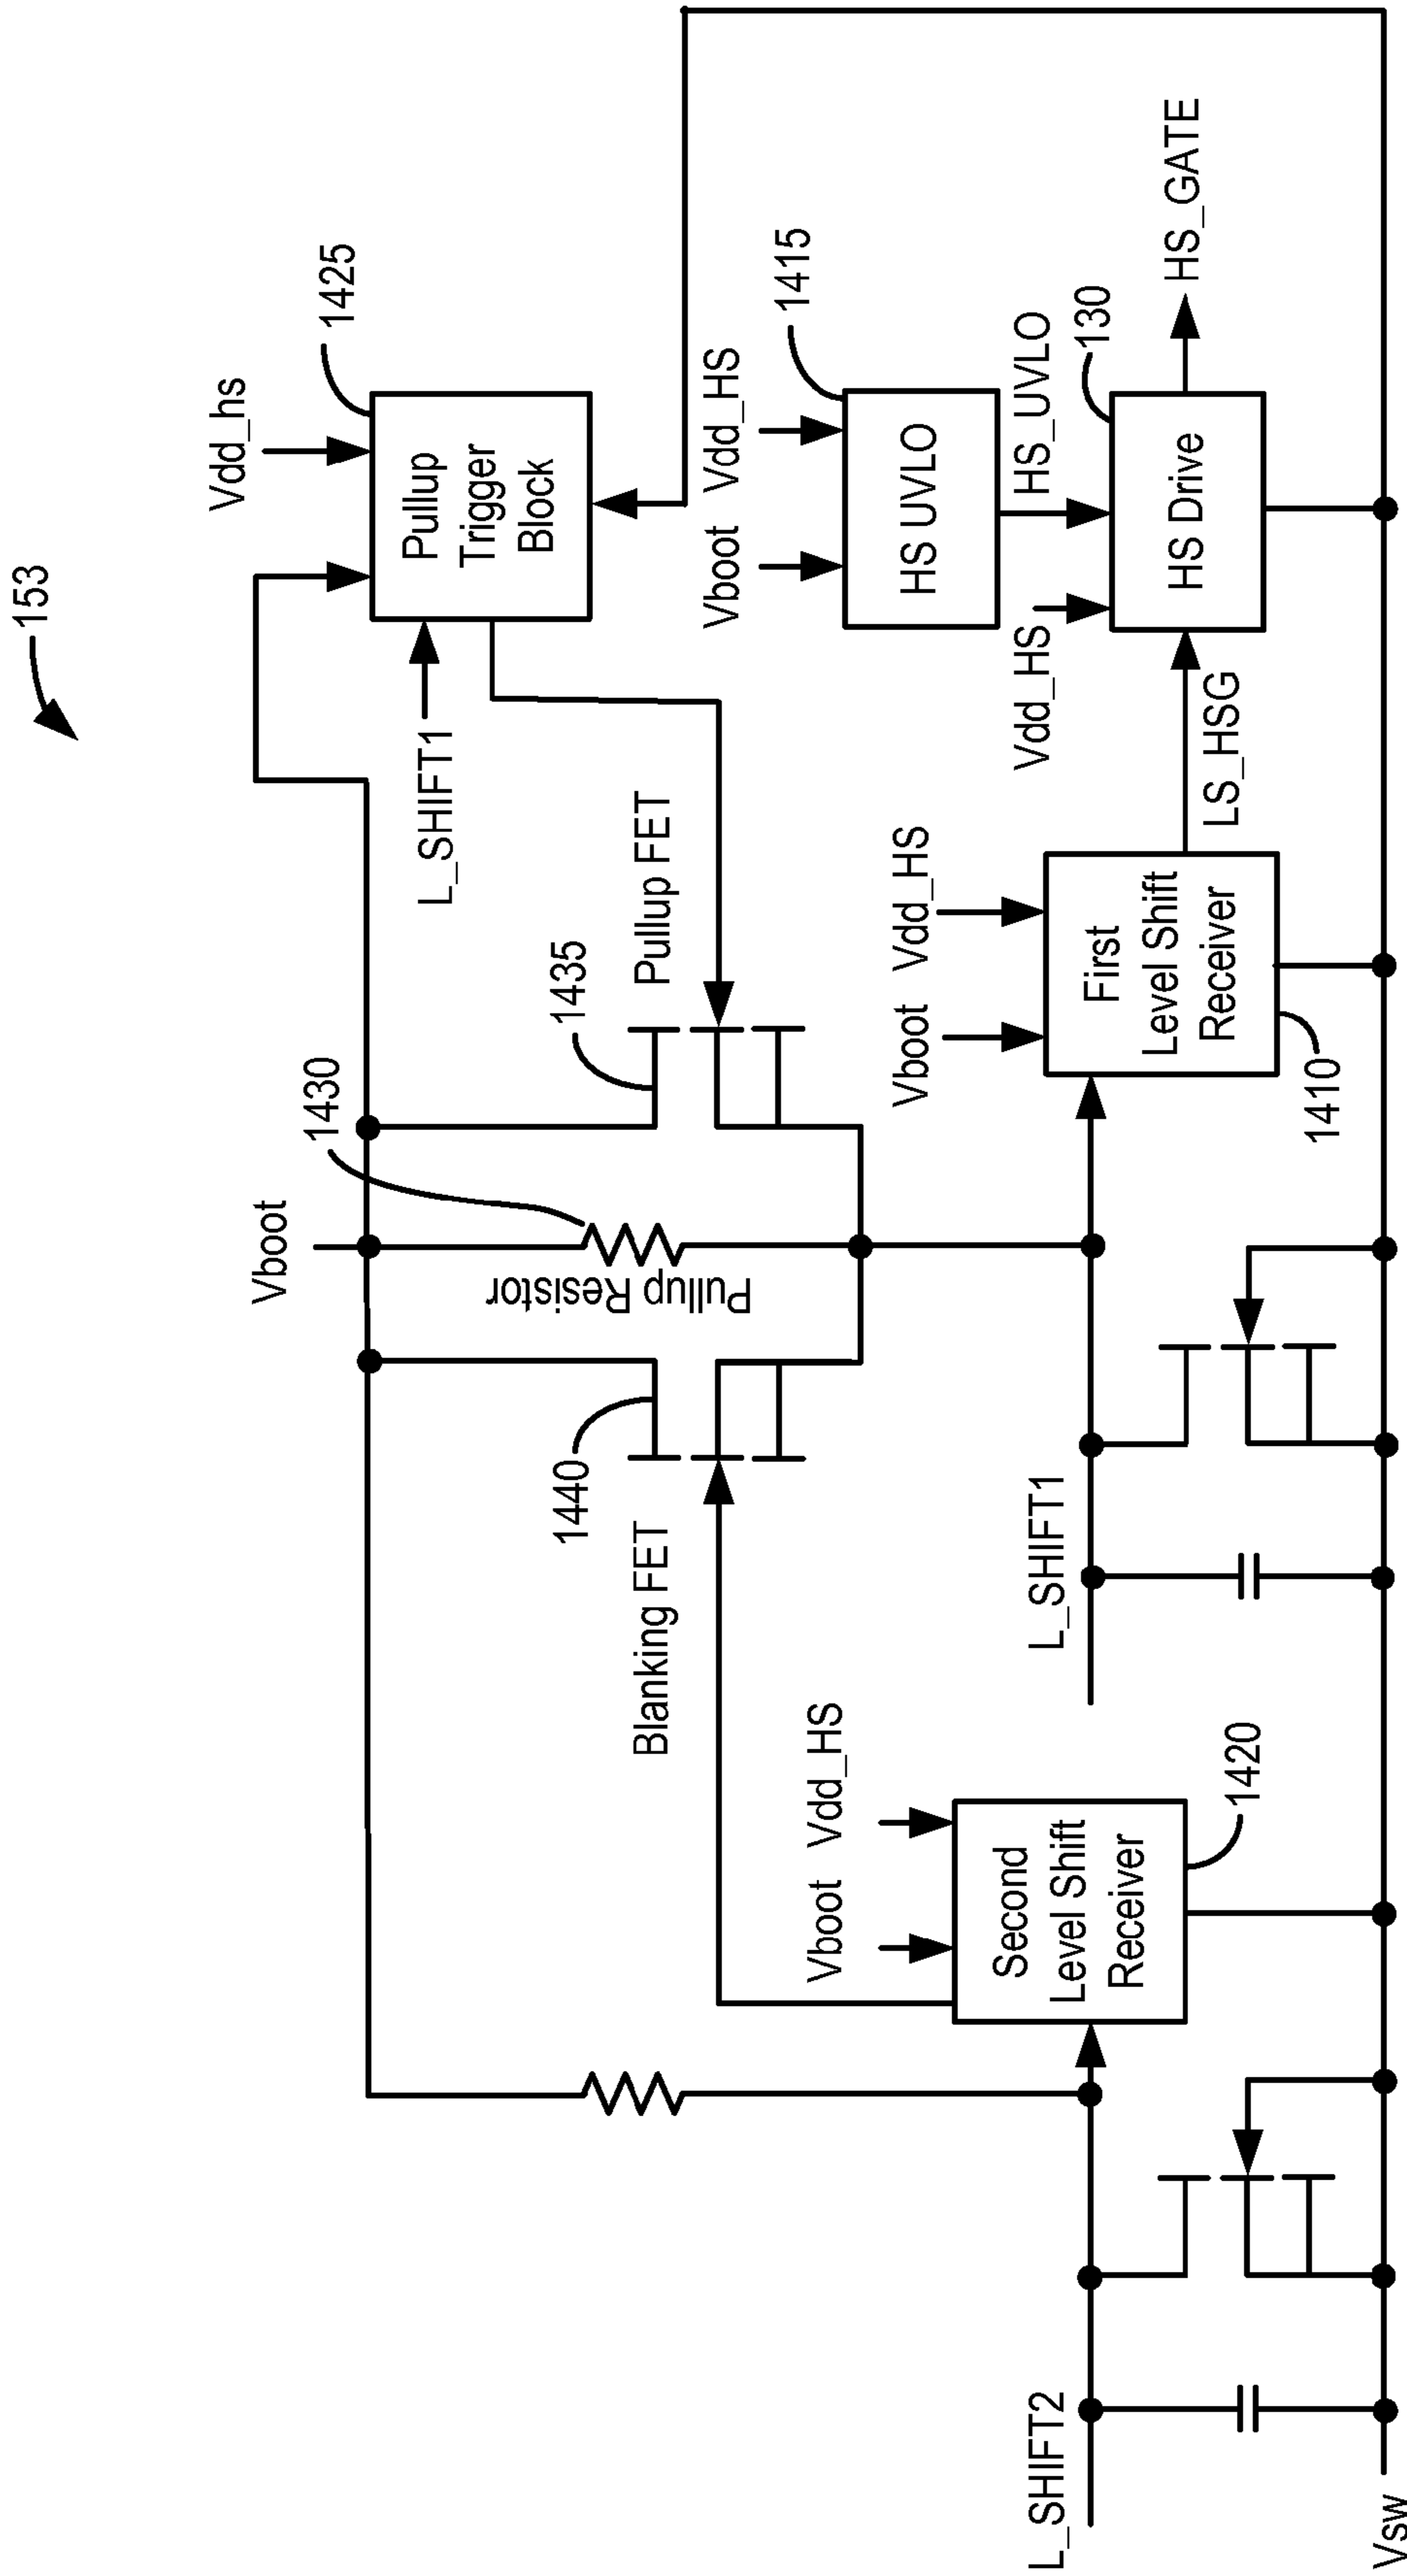 153
Vdd_hs
1425
Pullup
Trigger
Block
L_SHIFT1
Vboot
1430
Pullup Resistor
1435
Pullup FET
1440
Blanking FET
Vboot
Vdd_HS
1415
HS UVLO
HS_UVLO
Vdd_HS
130
HS Drive
HS_GATE
LS_HSG
Vboot
Vdd_HS
First
Level Shift
Receiver
1410
Vboot
Vdd_HS
Second
Level Shift
Receiver
1420
L_SHIFT1
L_SHIFT2
Vsw